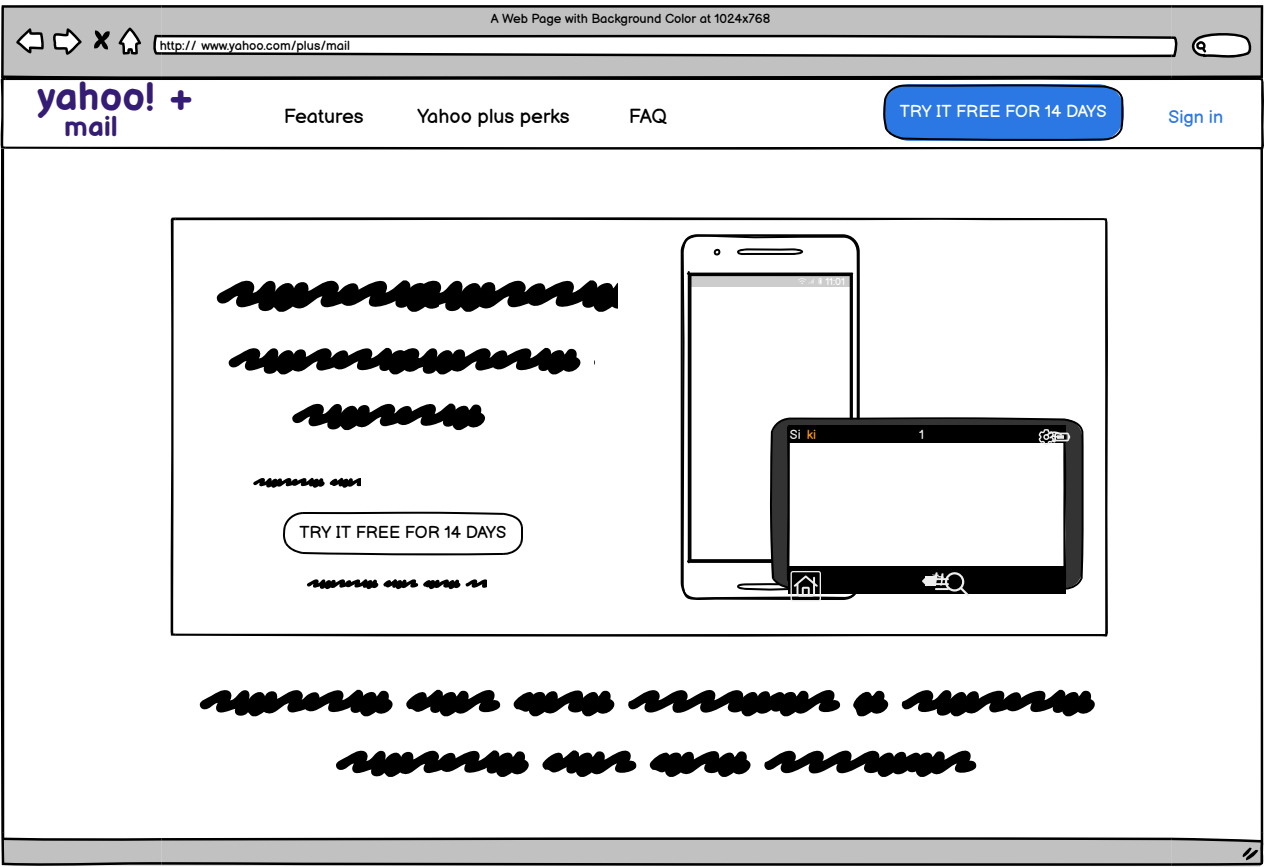 A Web Page with Background Color at 1024x768
http:// www.yahoo.com/plus/mail
yahoo! +
mail
Features
Yahoo plus perks
FAQ
TRY IT FREE FOR 14 DAYS
Sign in
11:01
Si ki 1
TRY IT FREE FOR 14 DAYS